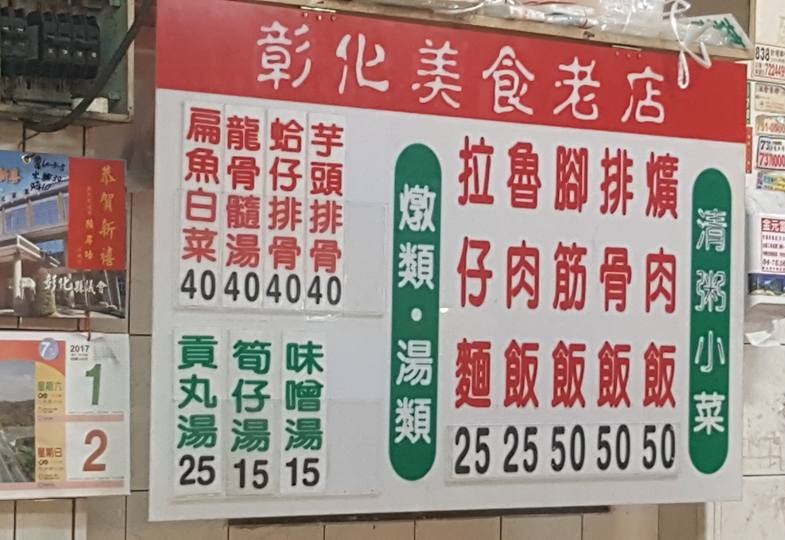 彰化美食老店
清粥小菜
爌肉飯 50
排骨飯 50
腳筋飯 50
魯肉飯 25
拉仔麵 25
燉類·湯類
芋頭排骨 40
蛤仔排骨 40
龍骨髓湯 40
扁魚白菜 40
味噌湯 15
筍仔湯 15
貢丸湯 25
恭賀新禧
彰化縣議會
7
2017
星期六
1
星期日
2
838